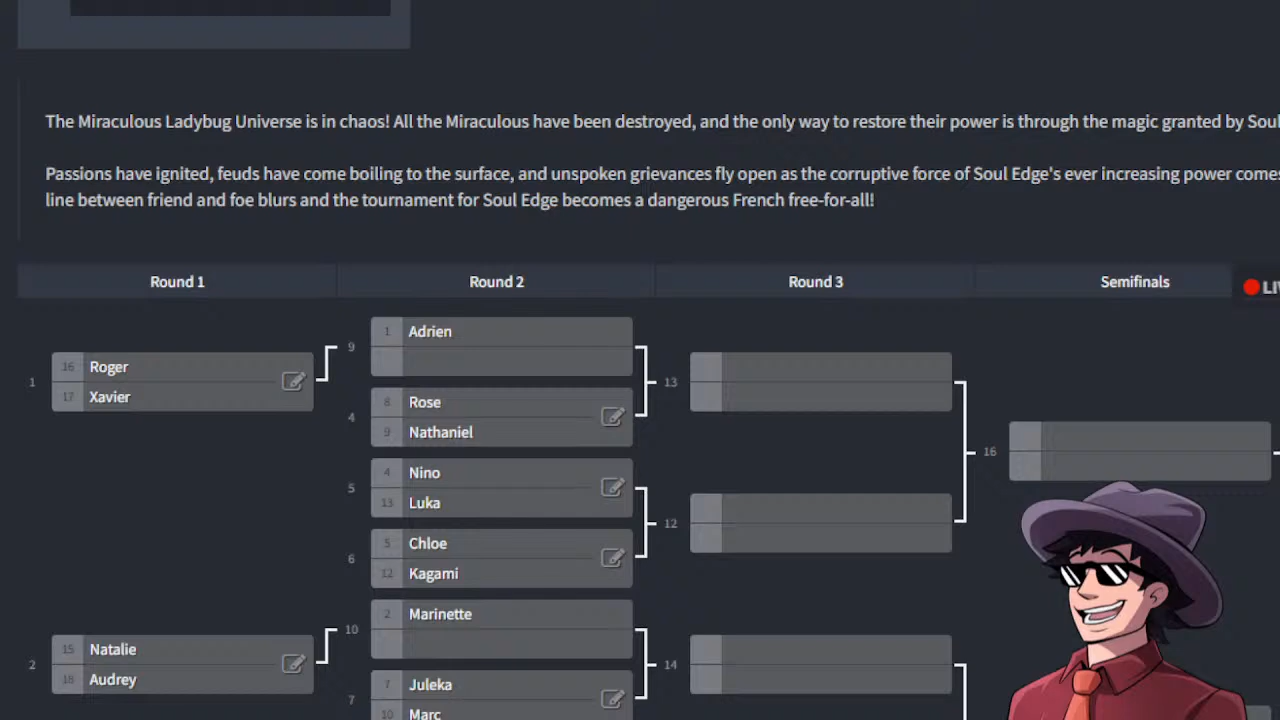 The Miraculous Ladybug Universe is in chaos! All the Miraculous have been destroyed, and the only way to restore their power is through the magic granted by Soul
Passions have ignited, feuds have come boiling to the surface, and unspoken grievances fly open as the corruptive force of Soul Edge's ever increasing power comes
line between friend and foe blurs and the tournament for Soul Edge becomes a dangerous French free-for-all!
Round 1 Round 2 Round 3 Semifinals
LIV
1
16 Roger
17 Xavier
2
15 Natalie
18 Audrey
9
1 Adrien
4
8 Rose
9 Nathaniel
5
4 Nino
13 Luka
6
5 Chloe
12 Kagami
10
2 Marinette
7
7 Juleka
10 Marc
13
12
14
16